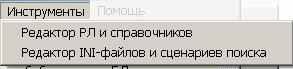 Инструменты Помощь
Редактор РЛ и справочников
Редактор INI-файлов и сценариев поиска